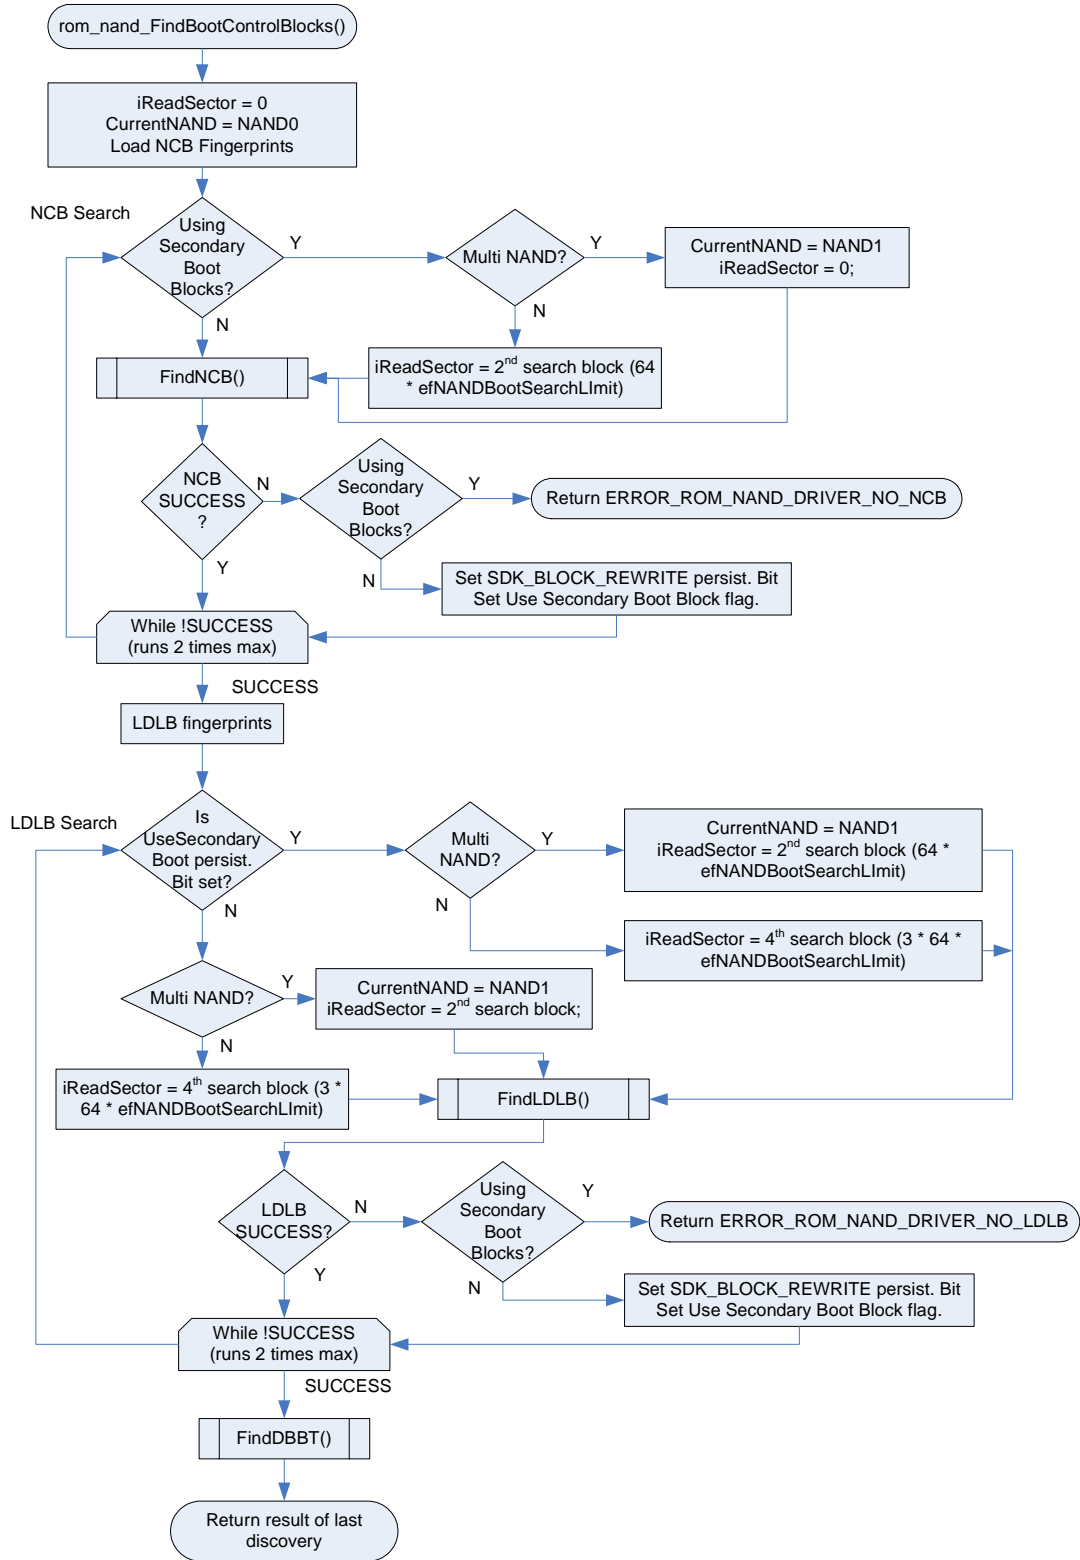 rom_nand_FindBootControlBlocks()
iReadSector = 0
CurrentNAND = NAND0
Load NCB Fingerprints
NCB Search
Using
Secondary
Boot
Blocks?
Y
Multi NAND?
Y
CurrentNAND = NAND1
iReadSector = 0;
N
N
FindNCB()
iReadSector = 2nd search block (64
* efNANDBootSearchLImit)
NCB
SUCCESS
?
N
Using
Secondary
Boot
Blocks?
Y
Return ERROR_ROM_NAND_DRIVER_NO_NCB
Y
N
Set SDK_BLOCK_REWRITE persist. Bit
Set Use Secondary Boot Block flag.
While !SUCCESS
(runs 2 times max)
SUCCESS
LDLB fingerprints
LDLB Search
Is
UseSecondary
Boot persist.
Bit set?
Y
Multi
NAND?
Y
CurrentNAND = NAND1
iReadSector = 2nd search block (64 *
efNANDBootSearchLImit)
N
N
iReadSector = 4th search block (3 * 64 *
efNANDBootSearchLImit)
Multi NAND?
Y
CurrentNAND = NAND1
iReadSector = 2nd search block;
N
iReadSector = 4th search block (3 *
64 * efNANDBootSearchLImit)
FindLDLB()
LDLB
SUCCESS?
N
Using
Secondary
Boot
Blocks?
Y
Return ERROR_ROM_NAND_DRIVER_NO_LDLB
Y
N
Set SDK_BLOCK_REWRITE persist. Bit
Set Use Secondary Boot Block flag.
While !SUCCESS
(runs 2 times max)
SUCCESS
FindDBBT()
Return result of last
discovery